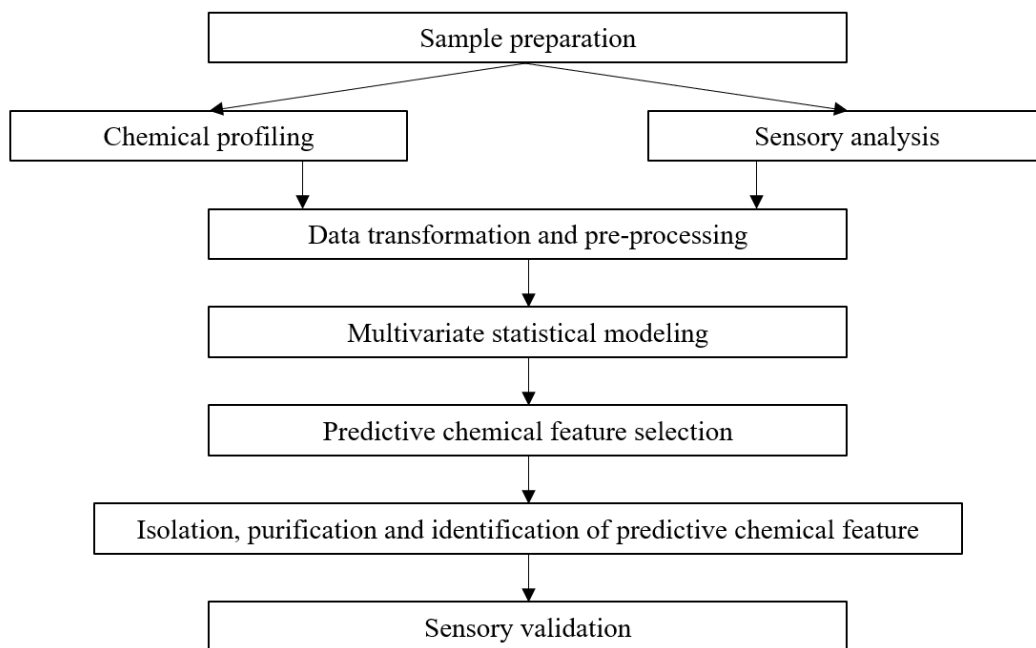 Sample preparation
Chemical profiling
Sensory analysis
Data transformation and pre-processing
Multivariate statistical modeling
Predictive chemical feature selection
Isolation, purification and identification of predictive chemical feature
Sensory validation